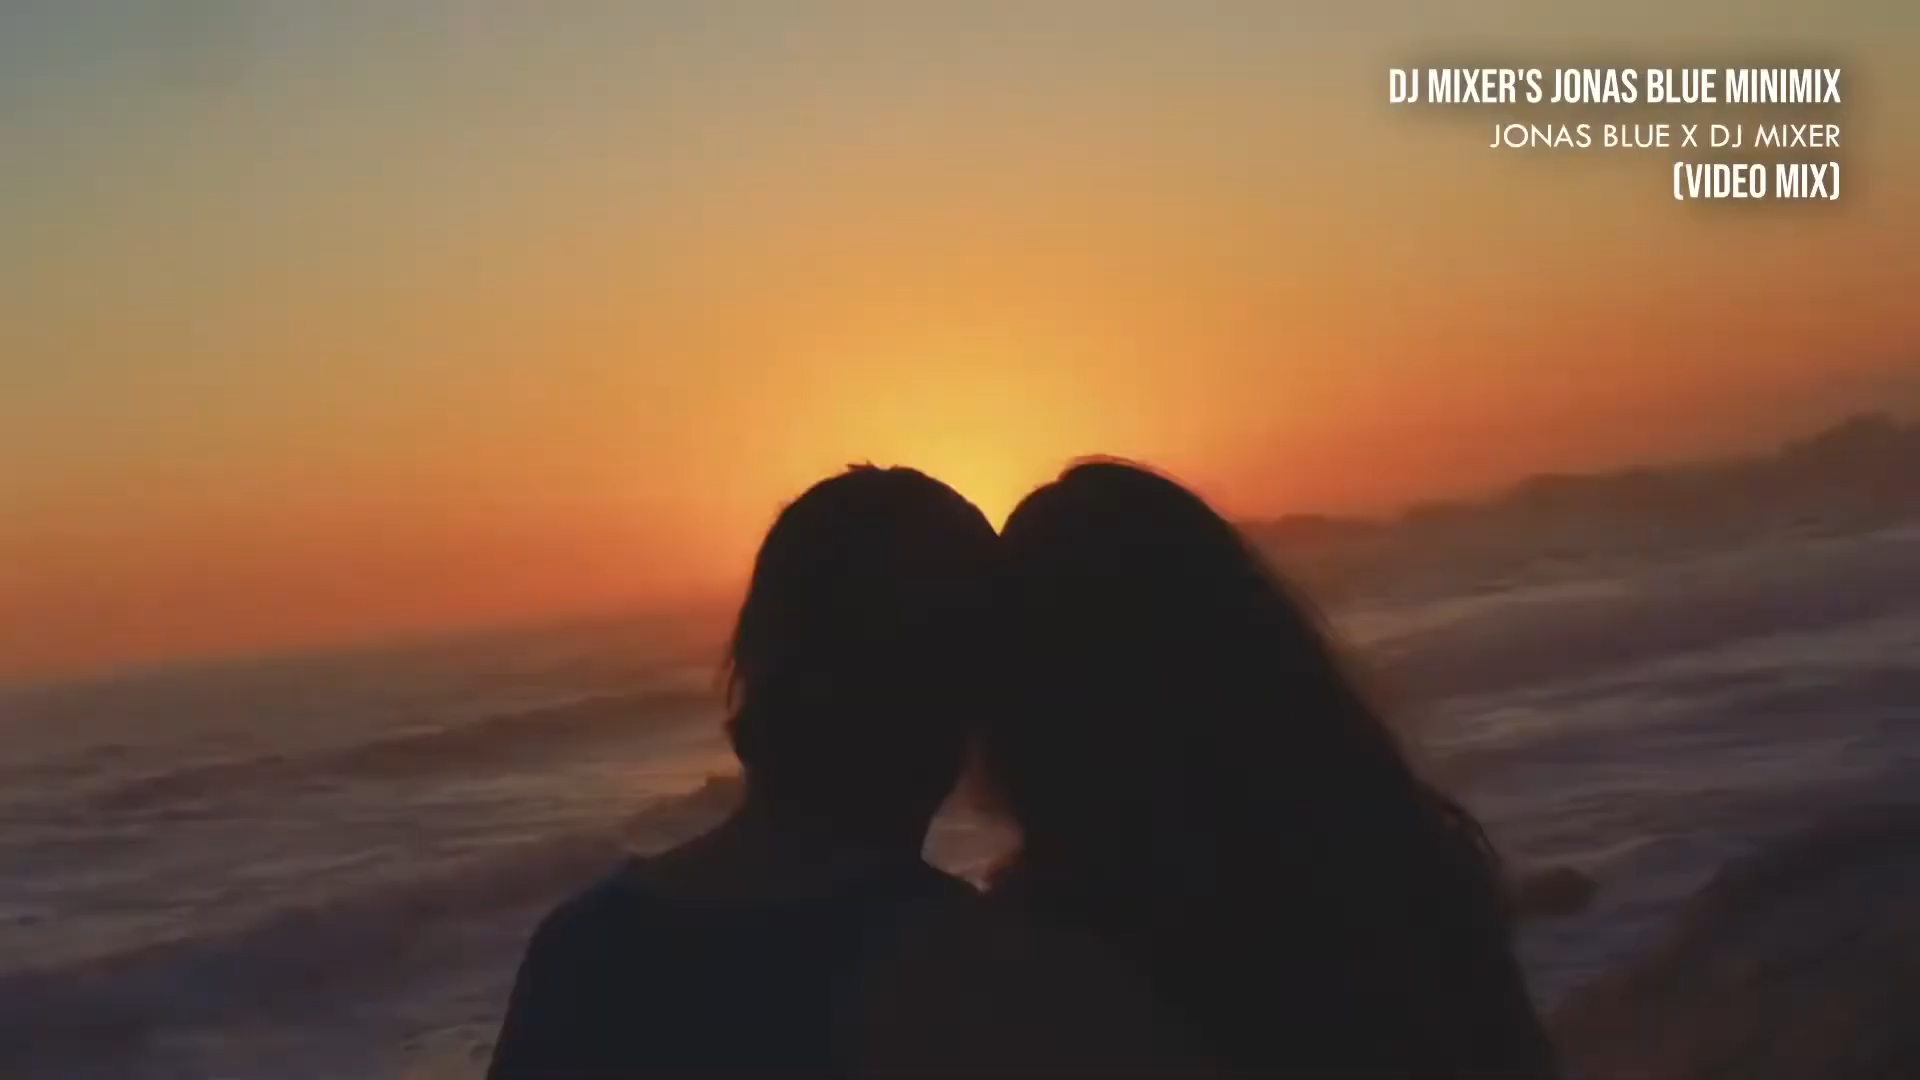 DJ MIXER'S JONAS BLUE MINIMIX
JONAS BLUE X DJ MIXER
(VIDEO MIX)